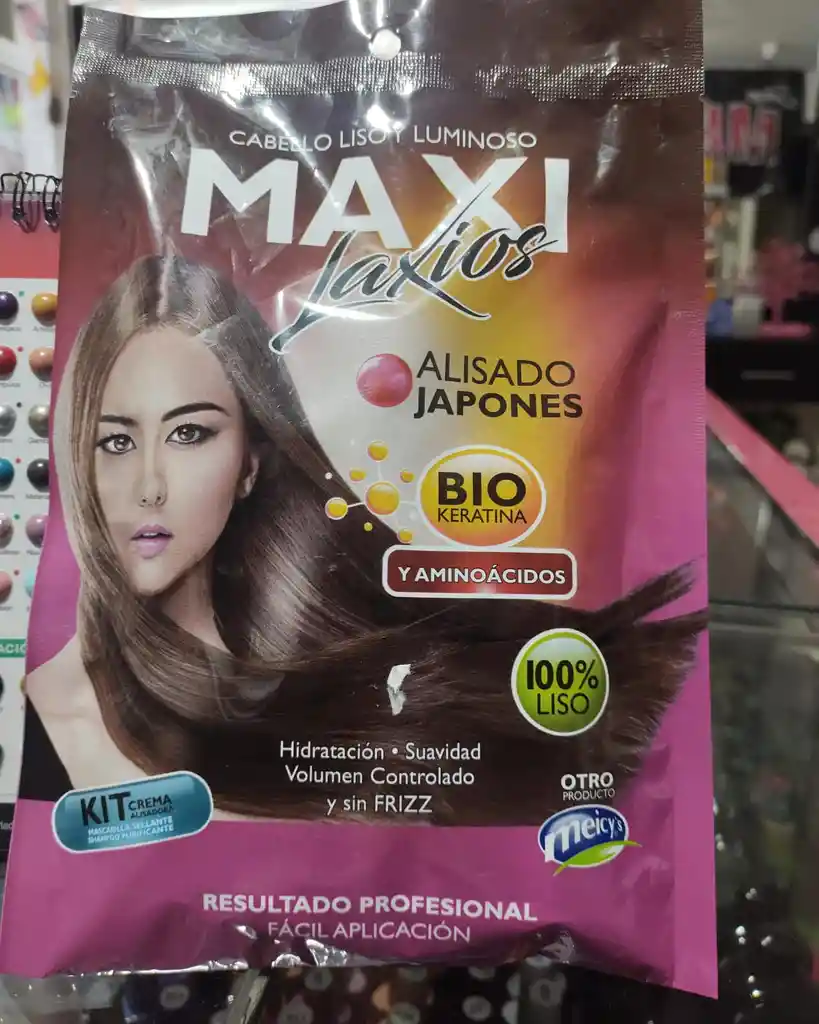 CABELLO LISO Y LUMINOSO
MAXI
Laxios
ALISADO
JAPONES
BIO
KERATINA
Y AMINOÁCIDOS
100%
LISO
Hidratación • Suavidad
Volumen Controlado
y sin FRIZZ
KIT CREMA
ALISADORA
MASCARILLA SELLANTE
SHAMPOO PURIFICANTE
OTRO
PRODUCTO
meicy's
RESULTADO PROFESIONAL
FÁCIL APLICACIÓN